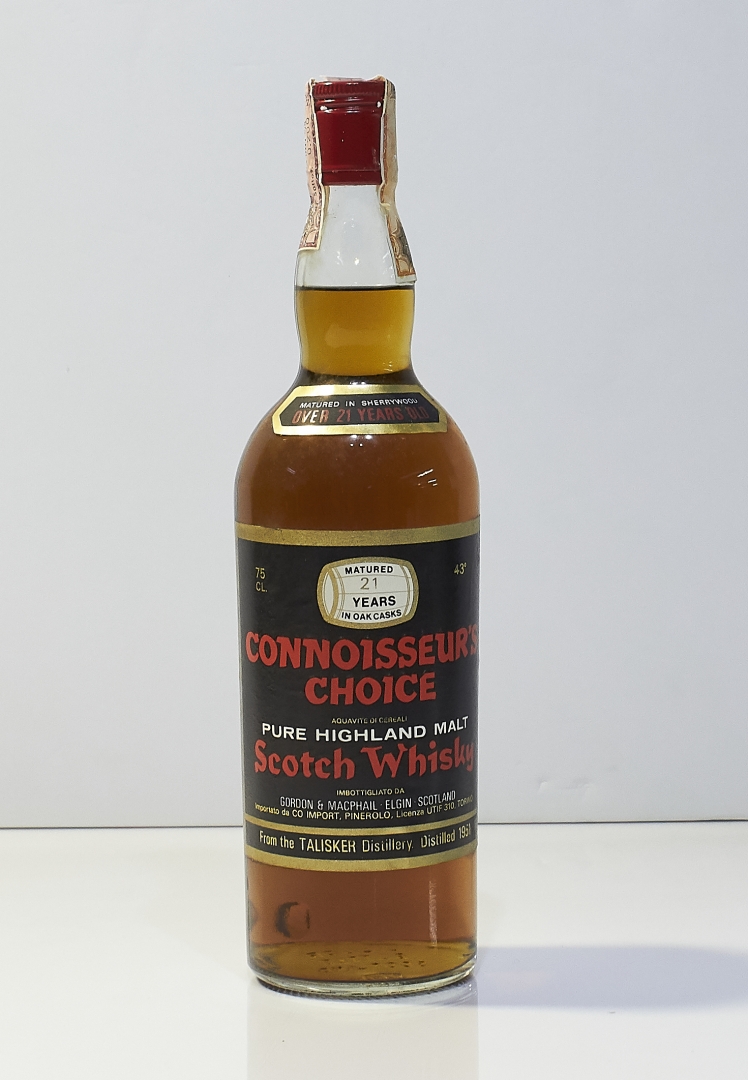 MATURED IN SHERRYWOOD
OVER 21 YEARS OLD
75
CL.
43°
MATURED
21
YEARS
IN OAK CASKS
CONNOISSEUR'S
CHOICE
AQUAVITE DI CEREALI
PURE HIGHLAND MALT
Scotch Whisky
IMBOTTIGLIATO DA
GORDON & MACPHAIL · ELGIN · SCOTLAND
Importato da CO IMPORT, PINEROLO, Licenza UTIF 310, TORINO
From the TALISKER Distillery. Distilled 1951